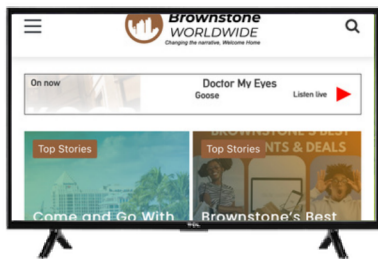 Brownstone
WORLDWIDE
Changing the narrative, Welcome Home
On now
Doctor My Eyes
Goose
Listen live
Top Stories
Top Stories
BROWNSTONE'S BEST
NTS & DEALS
Come and Go With
Brownstone's Best
TCL